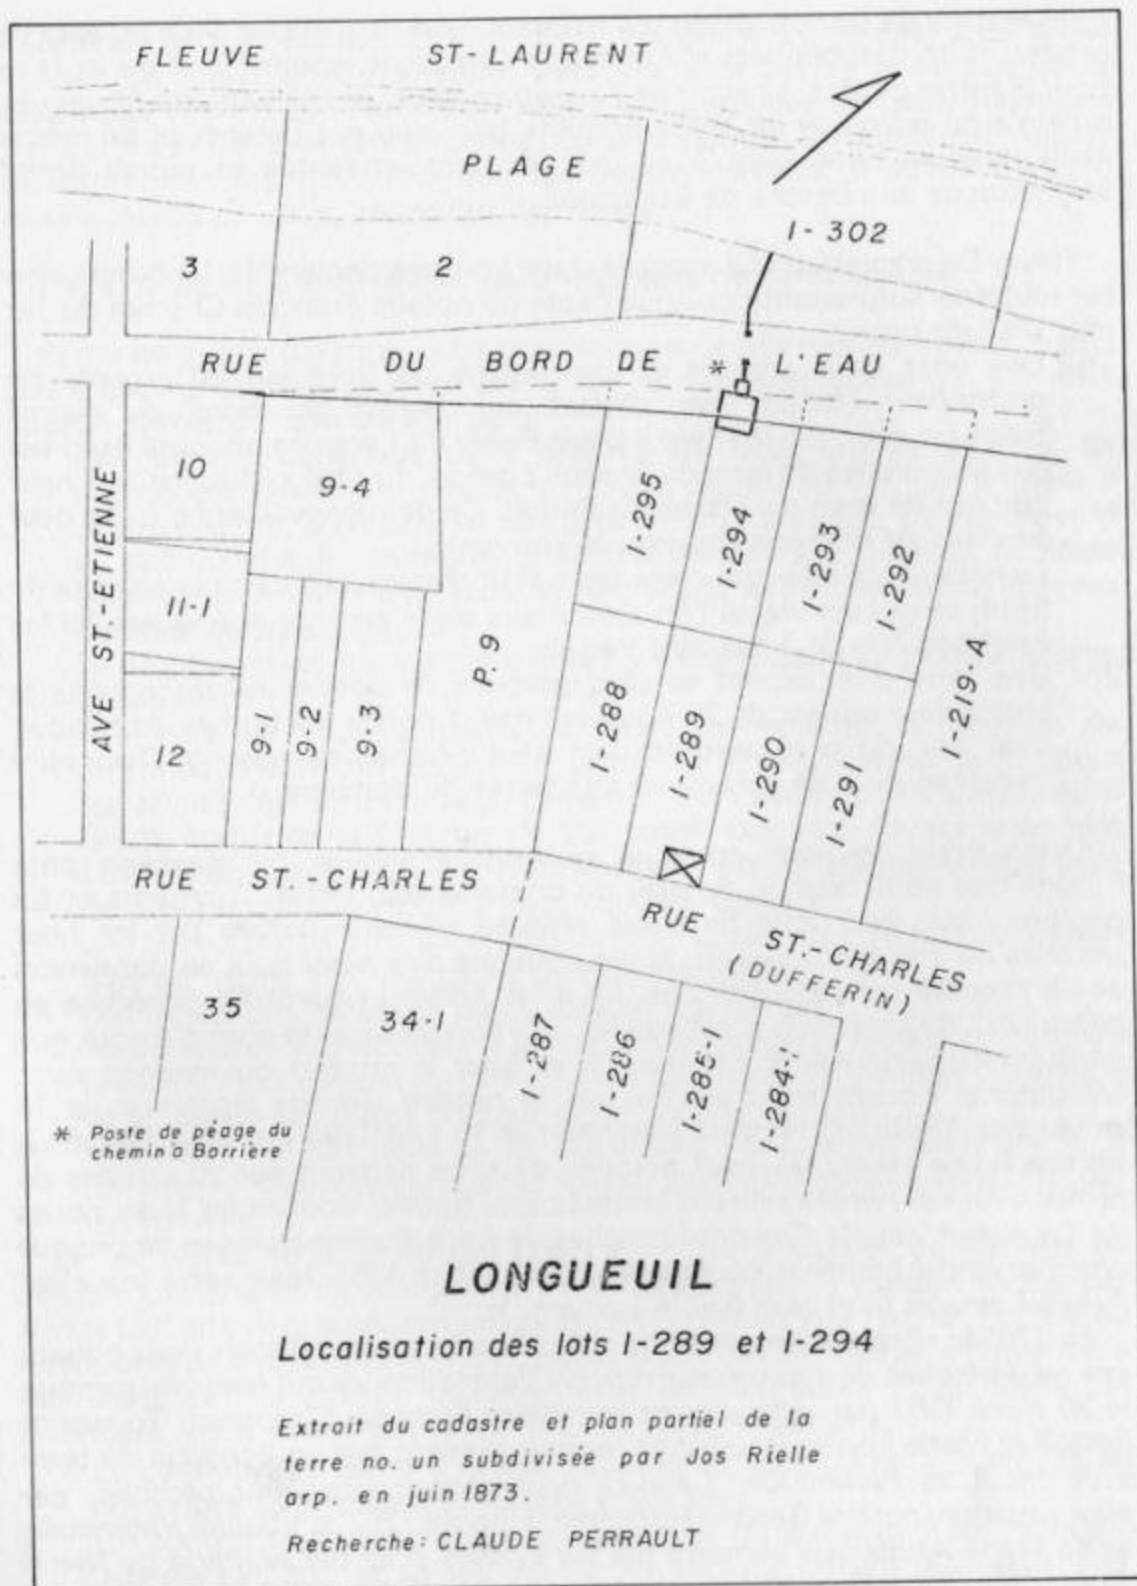 FLEUVE ST-LAURENT
PLAGE
1-302
3
2
RUE DU BORD DE * L'EAU
AVE ST.-ETIENNE
10
9-4
1-295
1-294
1-293
1-292
11-1
P. 9
1-219-A
12
9-1
9-2
9-3
1-288
1-289
1-290
1-291
RUE ST.-CHARLES
RUE ST.-CHARLES
(DUFFERIN)
35
34-1
1-287
1-286
1-285-1
1-284-1
* Poste de péage du
chemin à Barrière
LONGUEUIL
Localisation des lots 1-289 et 1-294
Extrait du cadastre et plan partiel de la
terre no. un subdivisée par Jos Rielle
arp. en juin 1873.
Recherche: CLAUDE PERRAULT